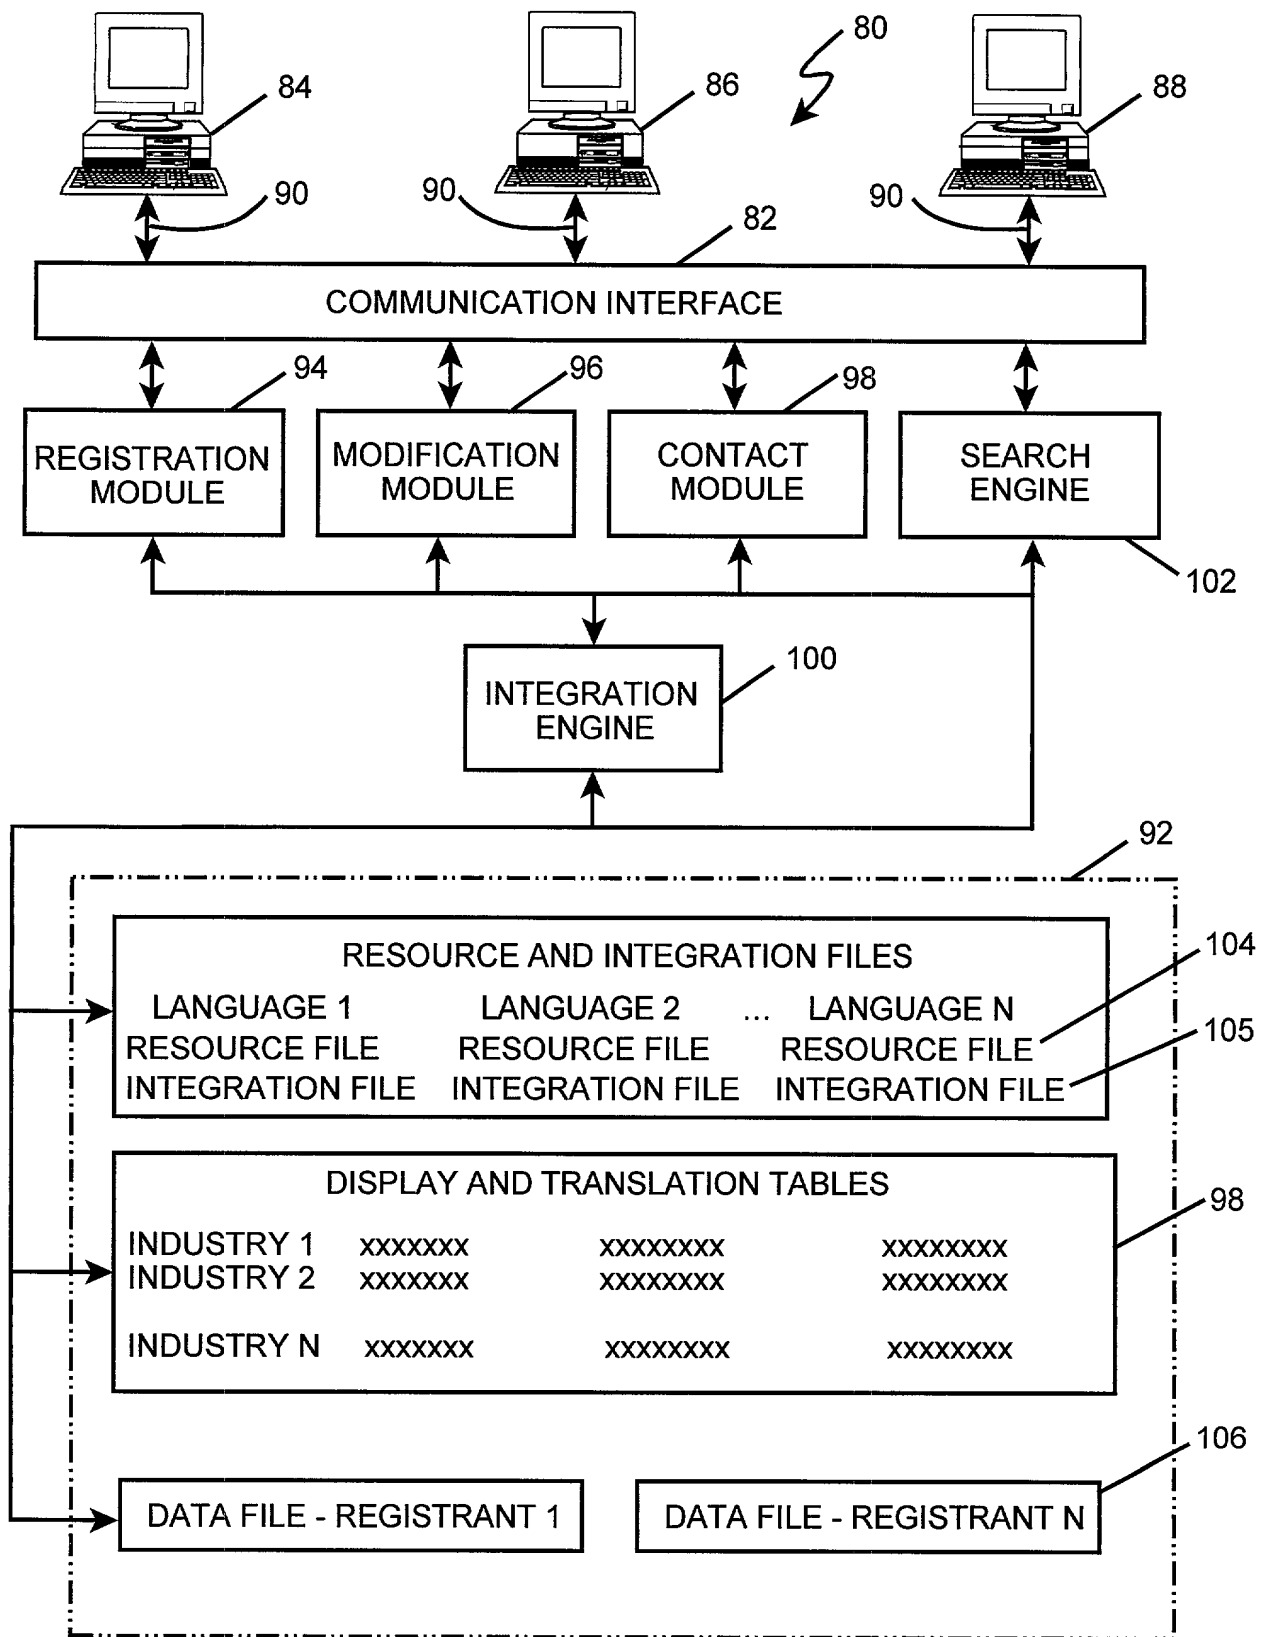 80
84
86
88
90
90
90
82
COMMUNICATION INTERFACE
94
96
98
REGISTRATION
MODULE
MODIFICATION
MODULE
CONTACT
MODULE
SEARCH
ENGINE
102
100
INTEGRATION
ENGINE
92
RESOURCE AND INTEGRATION FILES
104
LANGUAGE 1 LANGUAGE 2 ... LANGUAGE N
RESOURCE FILE RESOURCE FILE RESOURCE FILE
105
INTEGRATION FILE INTEGRATION FILE INTEGRATION FILE
DISPLAY AND TRANSLATION TABLES
98
INDUSTRY 1 xxxxxxx xxxxxxxx xxxxxxxx
INDUSTRY 2 xxxxxxx xxxxxxxx xxxxxxxx
INDUSTRY N xxxxxxx xxxxxxxx xxxxxxxx
106
DATA FILE - REGISTRANT 1
DATA FILE - REGISTRANT N